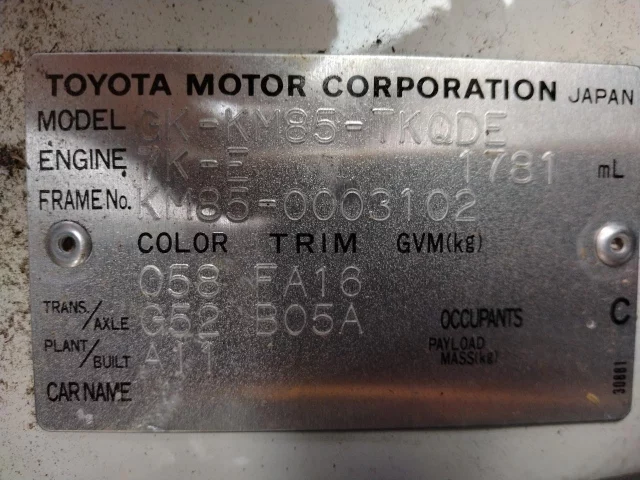 TOYOTA MOTOR CORPORATION JAPAN
MODEL GK-KM85-TKQDE
ENGINE 7K-E 1781 mL
FRAME No. KM85-0003102
COLOR TRIM GVM(kg)
058 FA16
TRANS./AXLE G52 B05A OCCUPANTS C
PLANT/BUILT A11 PAYLOAD MASS(kg)
CAR NAME
30881